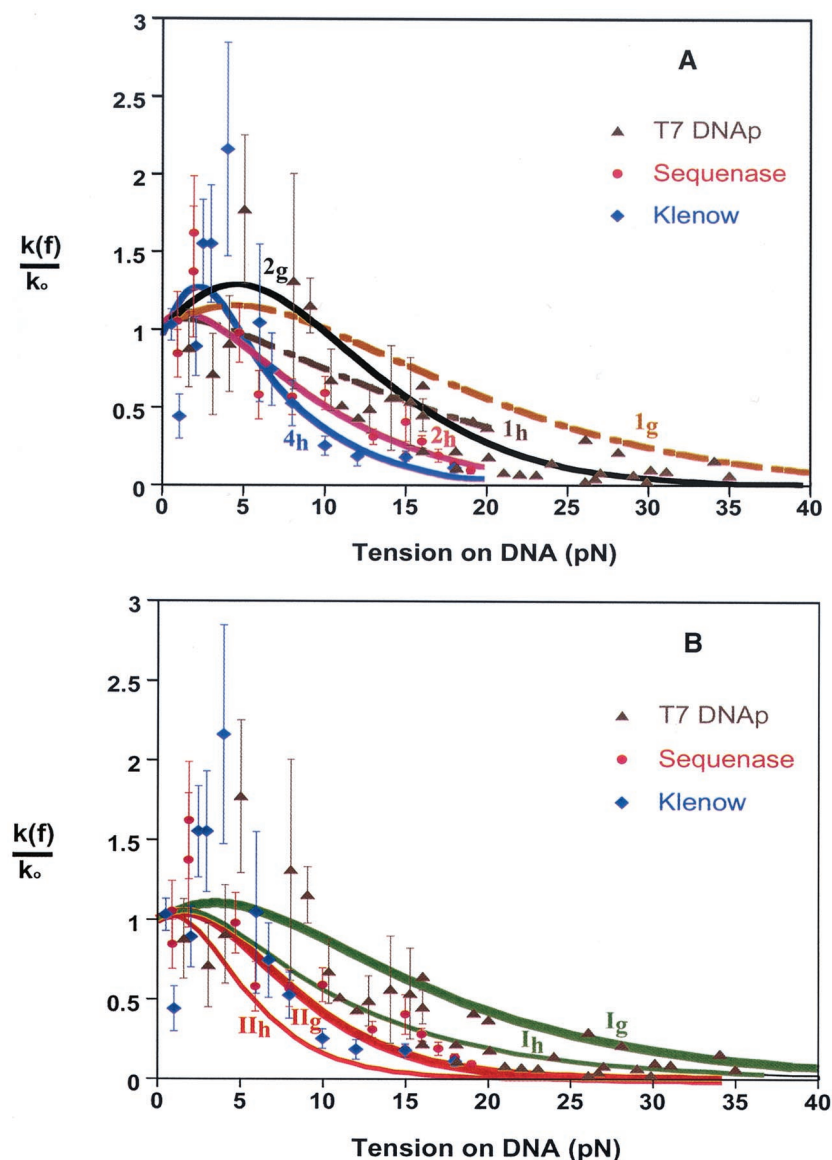 A
3
2.5
2
1.5
1
0.5
0
k(f)
k₀
T7 DNAp
Sequenase
Klenow
2g
1g
1h
2h
4h
0 5 10 15 20 25 30 35 40
Tension on DNA (pN)
B
3
2.5
2
1.5
1
0.5
0
k(f)
k₀
T7 DNAp
Sequenase
Klenow
Ig
Ih
IIg
IIh
0 5 10 15 20 25 30 35 40
Tension on DNA (pN)